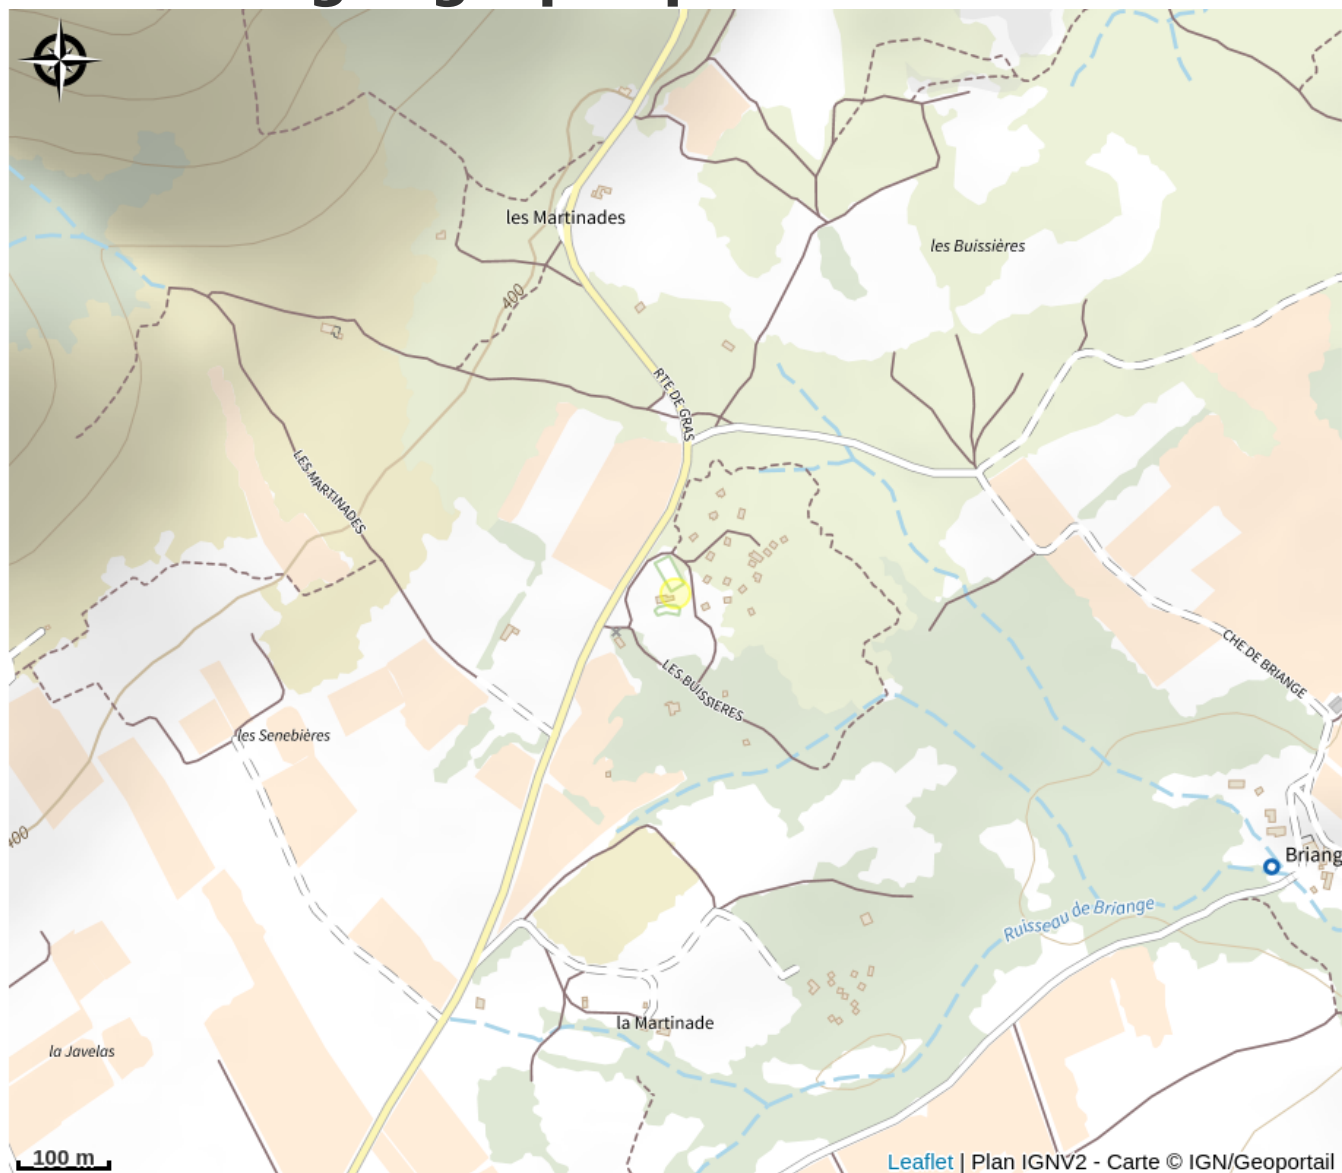 les Martinades
les Buissières
400
RTE DE GRAS
LES MARTINADES
CHE DE BRIANGE
LES BUISSIERES
les Senebières
400
Briang
Ruisseau de Briange
la Martinade
la Javelas
100 m
Leaflet | Plan IGNV2 - Carte © IGN/Geoportail